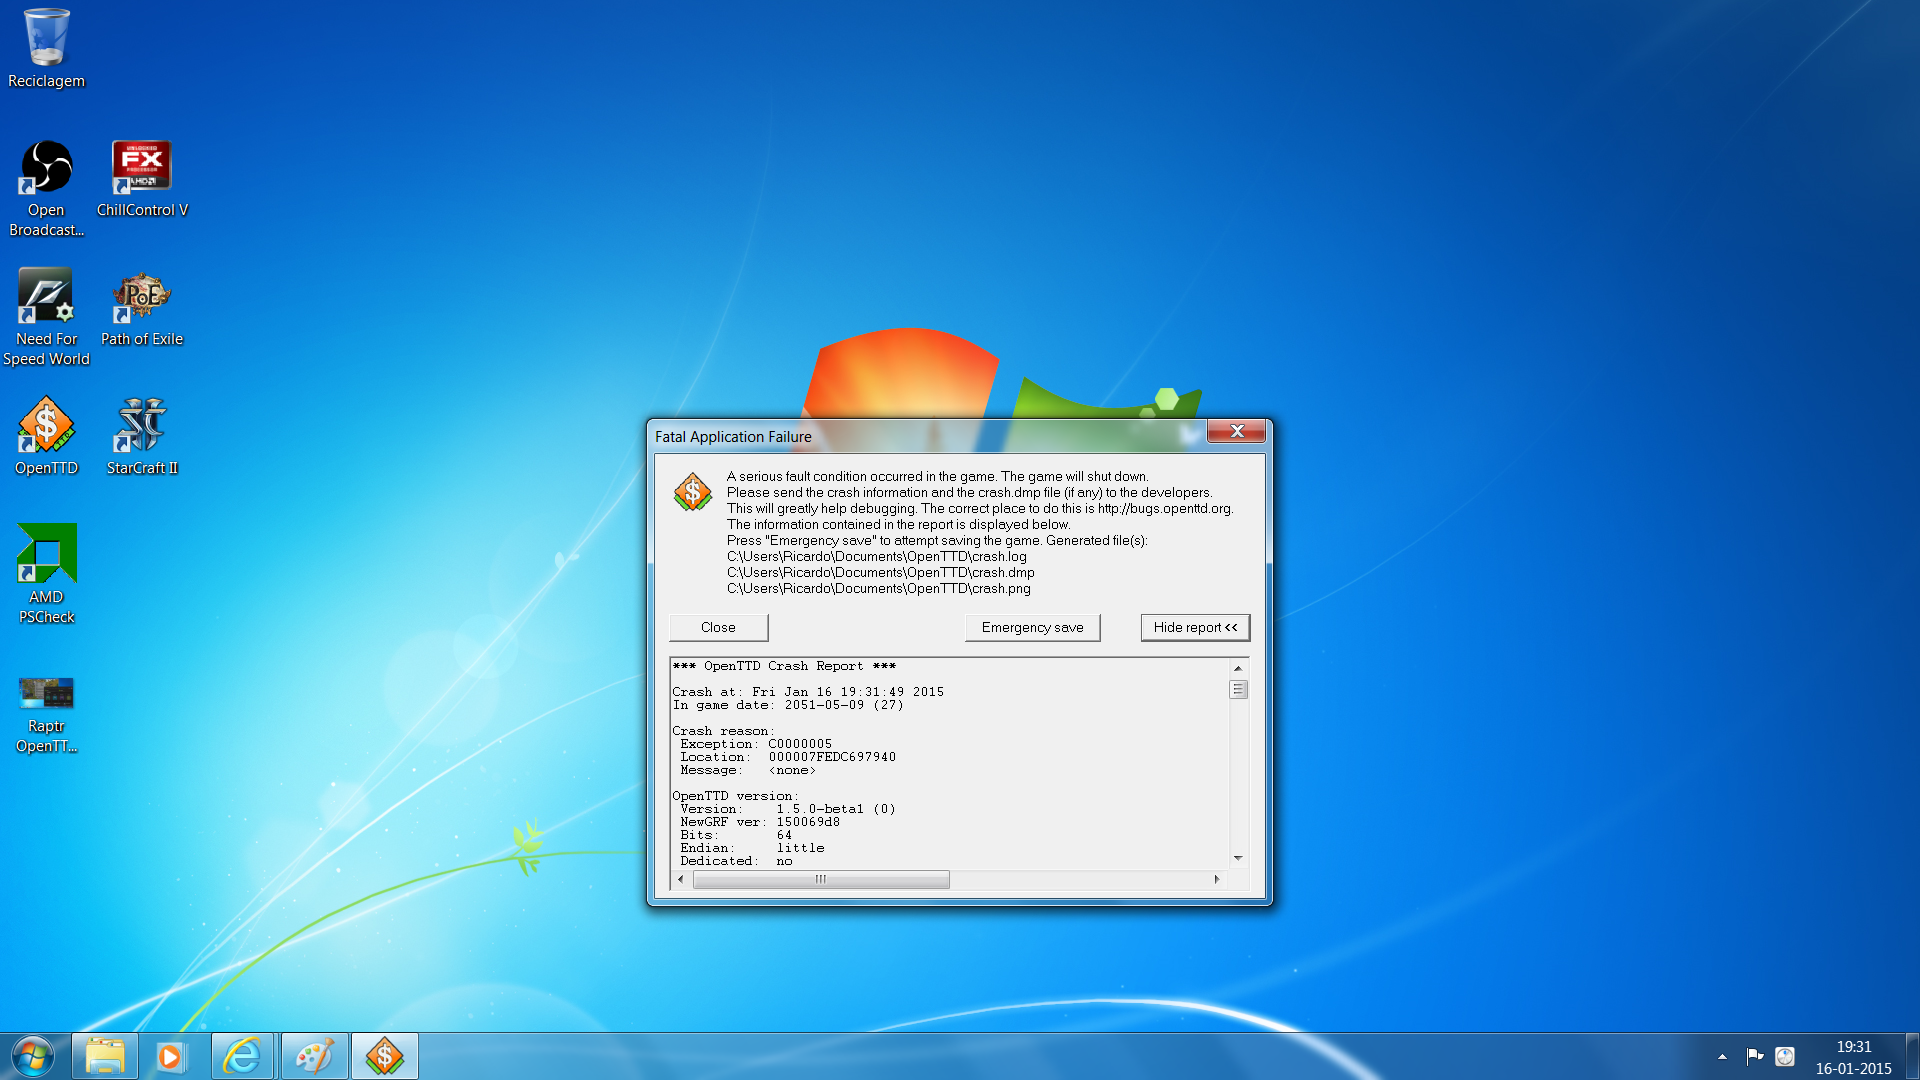 Reciclagem
Open
Broadcast...
UNLOCKED
FX
PROCESSOR
AMD
ChillControl V
Need For
Speed World
PoE
Path of Exile
OpenTTD
StarCraft II
AMD
PSCheck
Raptr
OpenTT...
Fatal Application Failure
A serious fault condition occurred in the game. The game will shut down.
Please send the crash information and the crash.dmp file (if any) to the developers.
This will greatly help debugging. The correct place to do this is http://bugs.openttd.org.
The information contained in the report is displayed below.
Press "Emergency save" to attempt saving the game. Generated file(s):
C:\Users\Ricardo\Documents\OpenTTD\crash.log
C:\Users\Ricardo\Documents\OpenTTD\crash.dmp
C:\Users\Ricardo\Documents\OpenTTD\crash.png
Close
Emergency save
Hide report <<
*** OpenTTD Crash Report ***
Crash at: Fri Jan 16 19:31:49 2015
In game date: 2051-05-09 (27)
Crash reason:
Exception: C0000005
Location: 000007FEDC697940
Message: <none>
OpenTTD version:
Version: 1.5.0-beta1 (0)
NewGRF ver: 150069d8
Bits: 64
Endian: little
Dedicated: no
19:31
16-01-2015